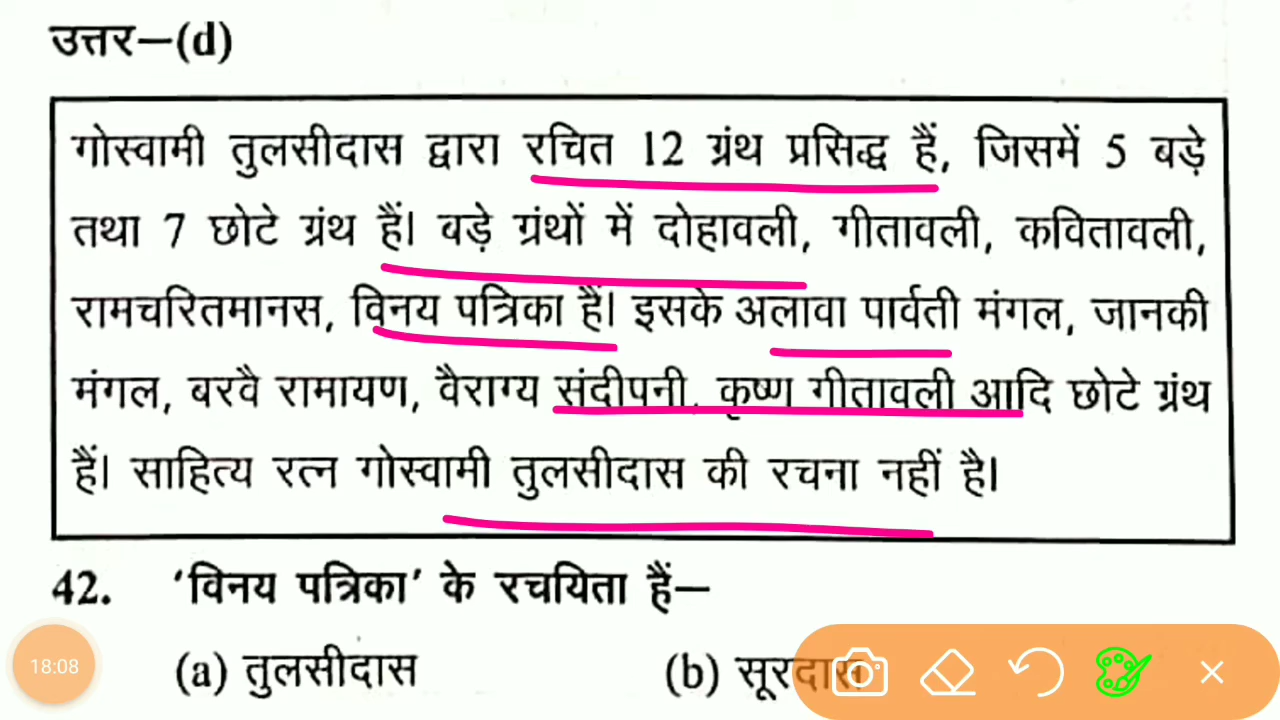 उत्तर–(d)
गोस्वामी तुलसीदास द्वारा रचित 12 ग्रंथ प्रसिद्ध हैं, जिसमें 5 बड़े
तथा 7 छोटे ग्रंथ हैं। बड़े ग्रंथों में दोहावली, गीतावली, कवितावली,
रामचरितमानस, विनय पत्रिका हैं। इसके अलावा पार्वती मंगल, जानकी
मंगल, बरवै रामायण, वैराग्य संदीपनी, कृष्ण गीतावली आदि छोटे ग्रंथ
हैं। साहित्य रत्न गोस्वामी तुलसीदास की रचना नहीं है।
42. ‘विनय पत्रिका’ के रचयिता हैं–
(a) तुलसीदास (b) सूरदास
18:08